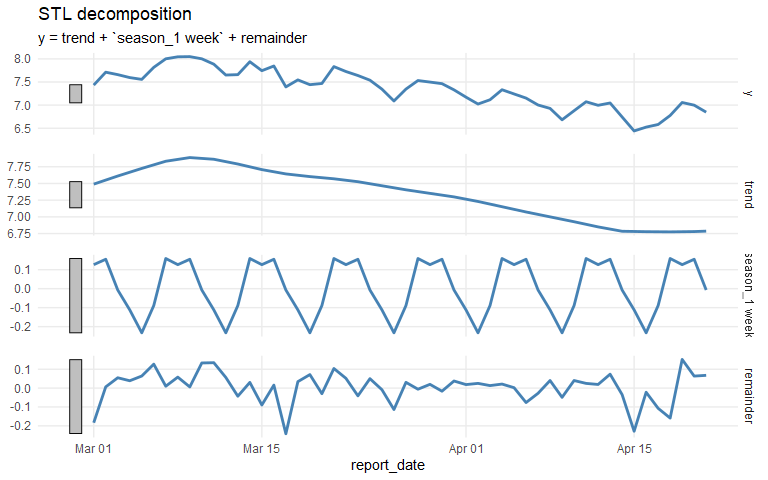 STL decomposition
y = trend + `season_1 week` + remainder
8.0
7.5
7.0
6.5
y
7.75
7.50
7.25
7.00
6.75
trend
0.1
0.0
-0.1
-0.2
season_1 week
0.1
0.0
-0.1
-0.2
remainder
Mar 01 Mar 15 Apr 01 Apr 15
report_date